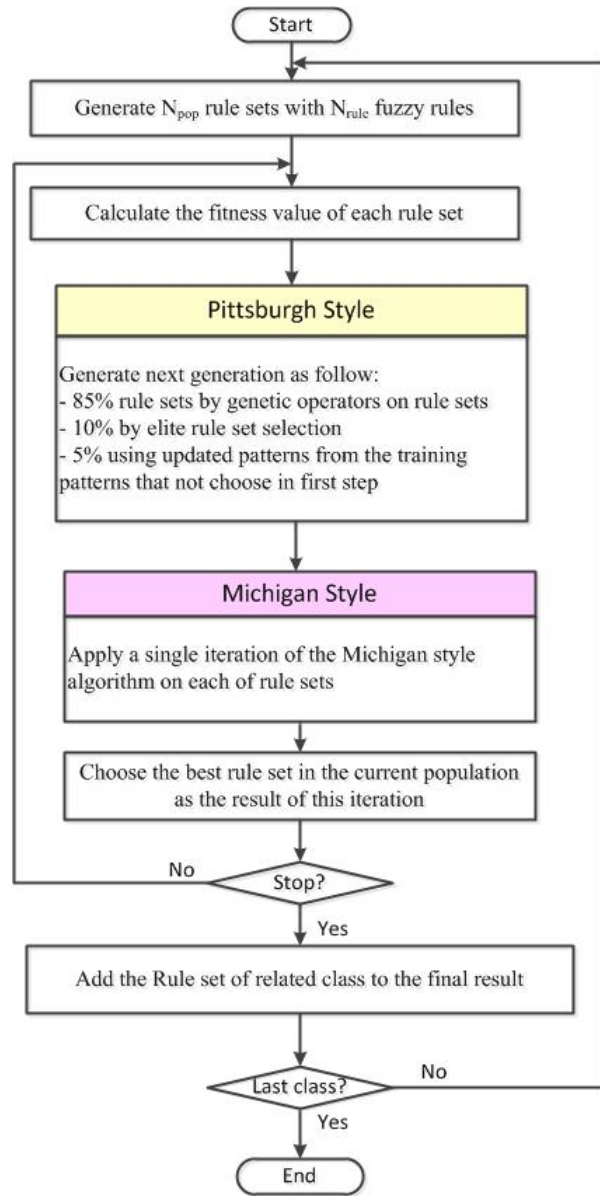 Start
Generate Npop rule sets with Nrule fuzzy rules
Calculate the fitness value of each rule set
Pittsburgh Style
Generate next generation as follow:
- 85% rule sets by genetic operators on rule sets
- 10% by elite rule set selection
- 5% using updated patterns from the training
patterns that not choose in first step
Michigan Style
Apply a single iteration of the Michigan style
algorithm on each of rule sets
Choose the best rule set in the current population
as the result of this iteration
No
Stop?
Yes
Add the Rule set of related class to the final result
Last class?
No
Yes
End